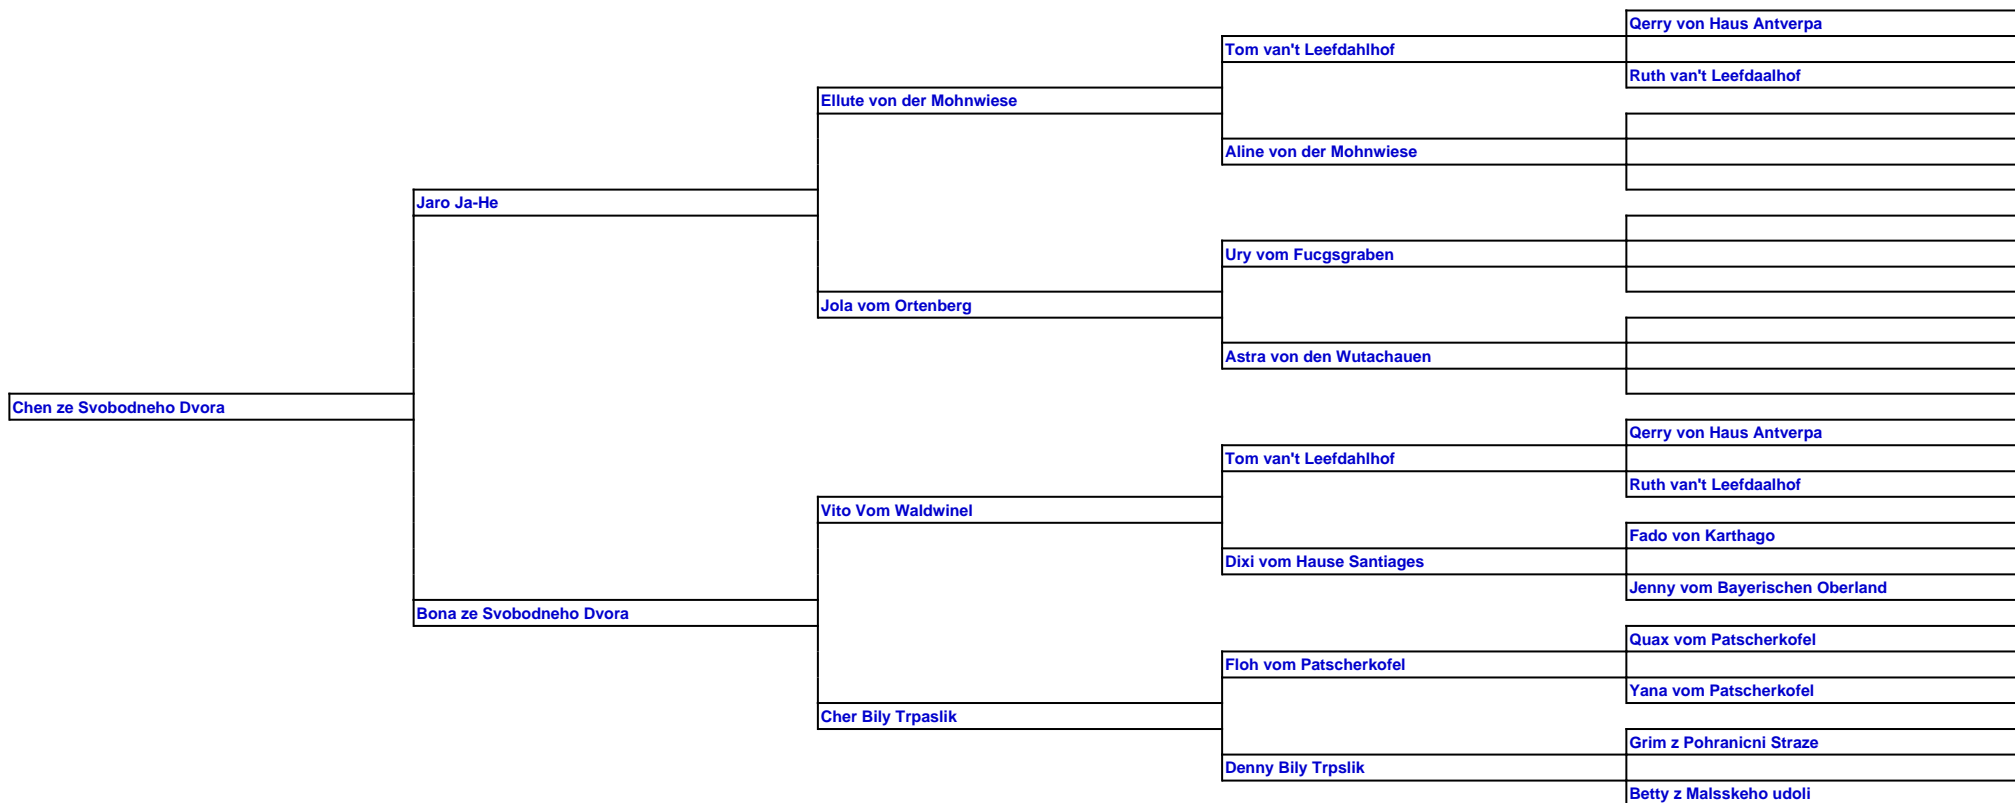 Qerry von Haus Antverpa
Tom van't Leefdahlhof
Ruth van't Leefdaalhof
Ellute von der Mohnwiese
Aline von der Mohnwiese
Jaro Ja-He
Ury vom Fucgsgraben
Jola vom Ortenberg
Astra von den Wutachauen
Chen ze Svobodneho Dvora
Qerry von Haus Antverpa
Tom van't Leefdahlhof
Ruth van't Leefdaalhof
Vito Vom Waldwinel
Fado von Karthago
Dixi vom Hause Santiages
Jenny vom Bayerischen Oberland
Bona ze Svobodneho Dvora
Quax vom Patscherkofel
Floh vom Patscherkofel
Yana vom Patscherkofel
Cher Bily Trpaslik
Grim z Pohranicni Straze
Denny Bily Trpslik
Betty z Malsskeho udoli